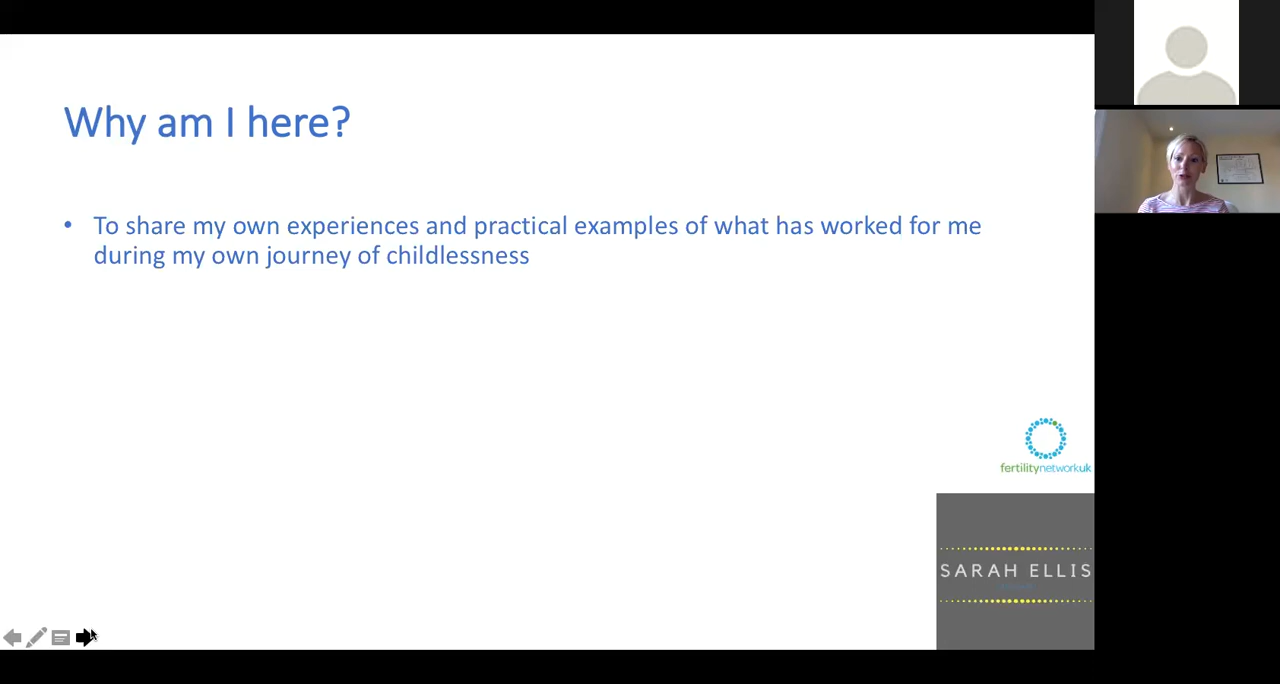 Why am I here?
• To share my own experiences and practical examples of what has worked for me
during my own journey of childlessness
fertilitynetworkuk
SARAH ELLIS